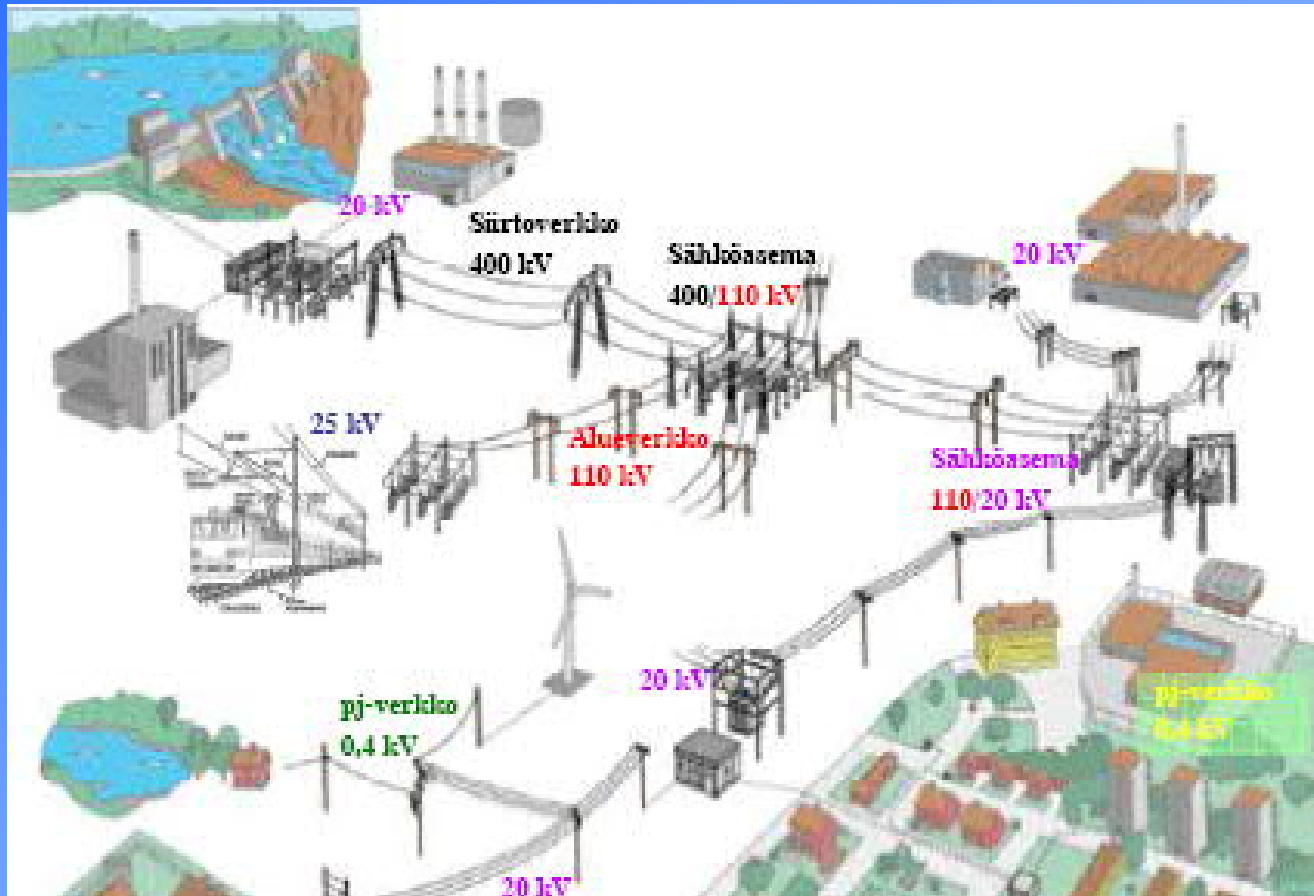 20 kV
Siirtoverkko
400 kV
Sähköasema
400/110 kV
20 kV
25 kV
Alueverkko
110 kV
Sähköasema
110/20 kV
20 kV
pj-verkko
0,4 kV
pj-verkko
0,4 kV
20 kV